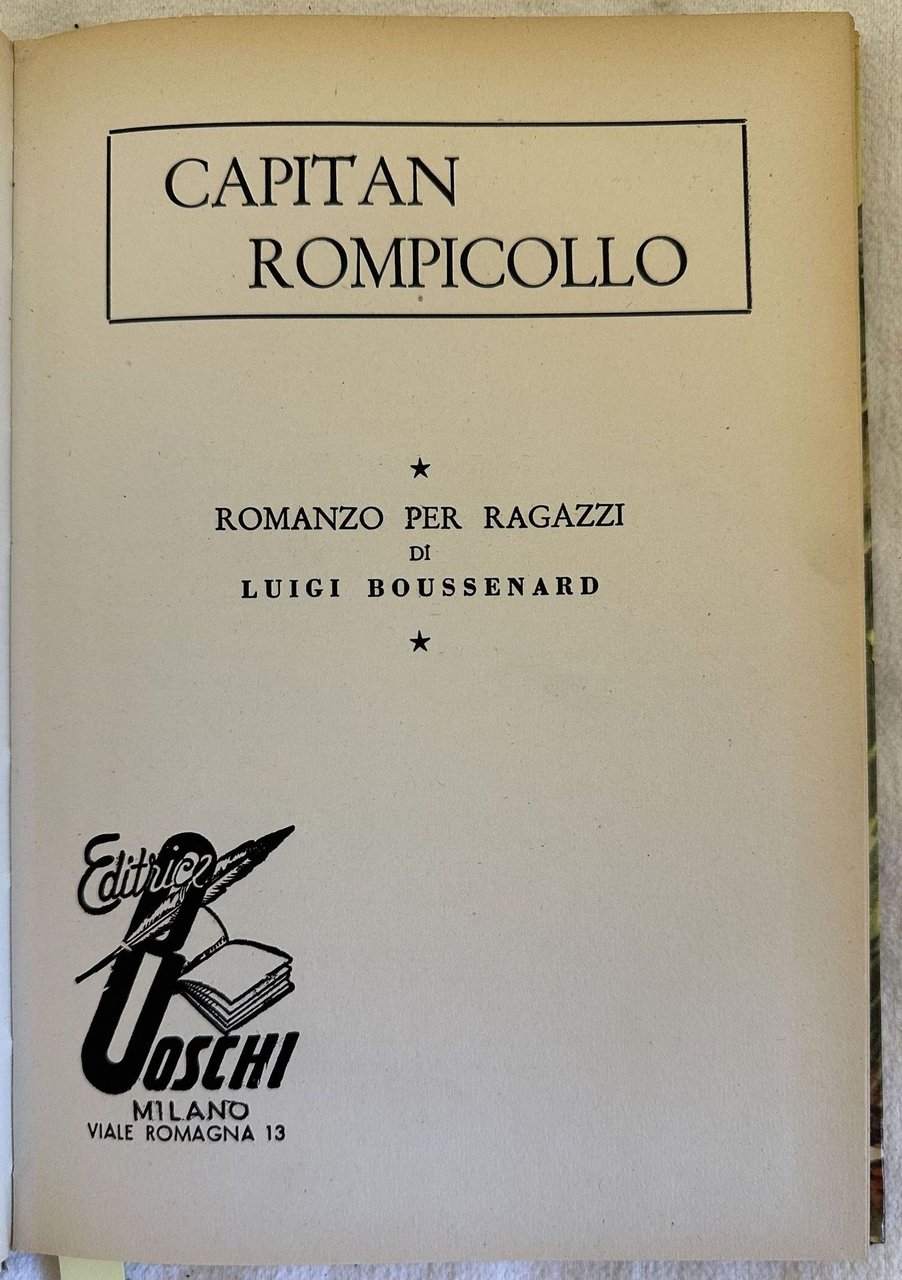 CAPITAN
ROMPICOLLO
★
ROMANZO PER RAGAZZI
DI
LUIGI BOUSSENARD
★
Editrice
BOSCHI
MILANO
VIALE ROMAGNA 13